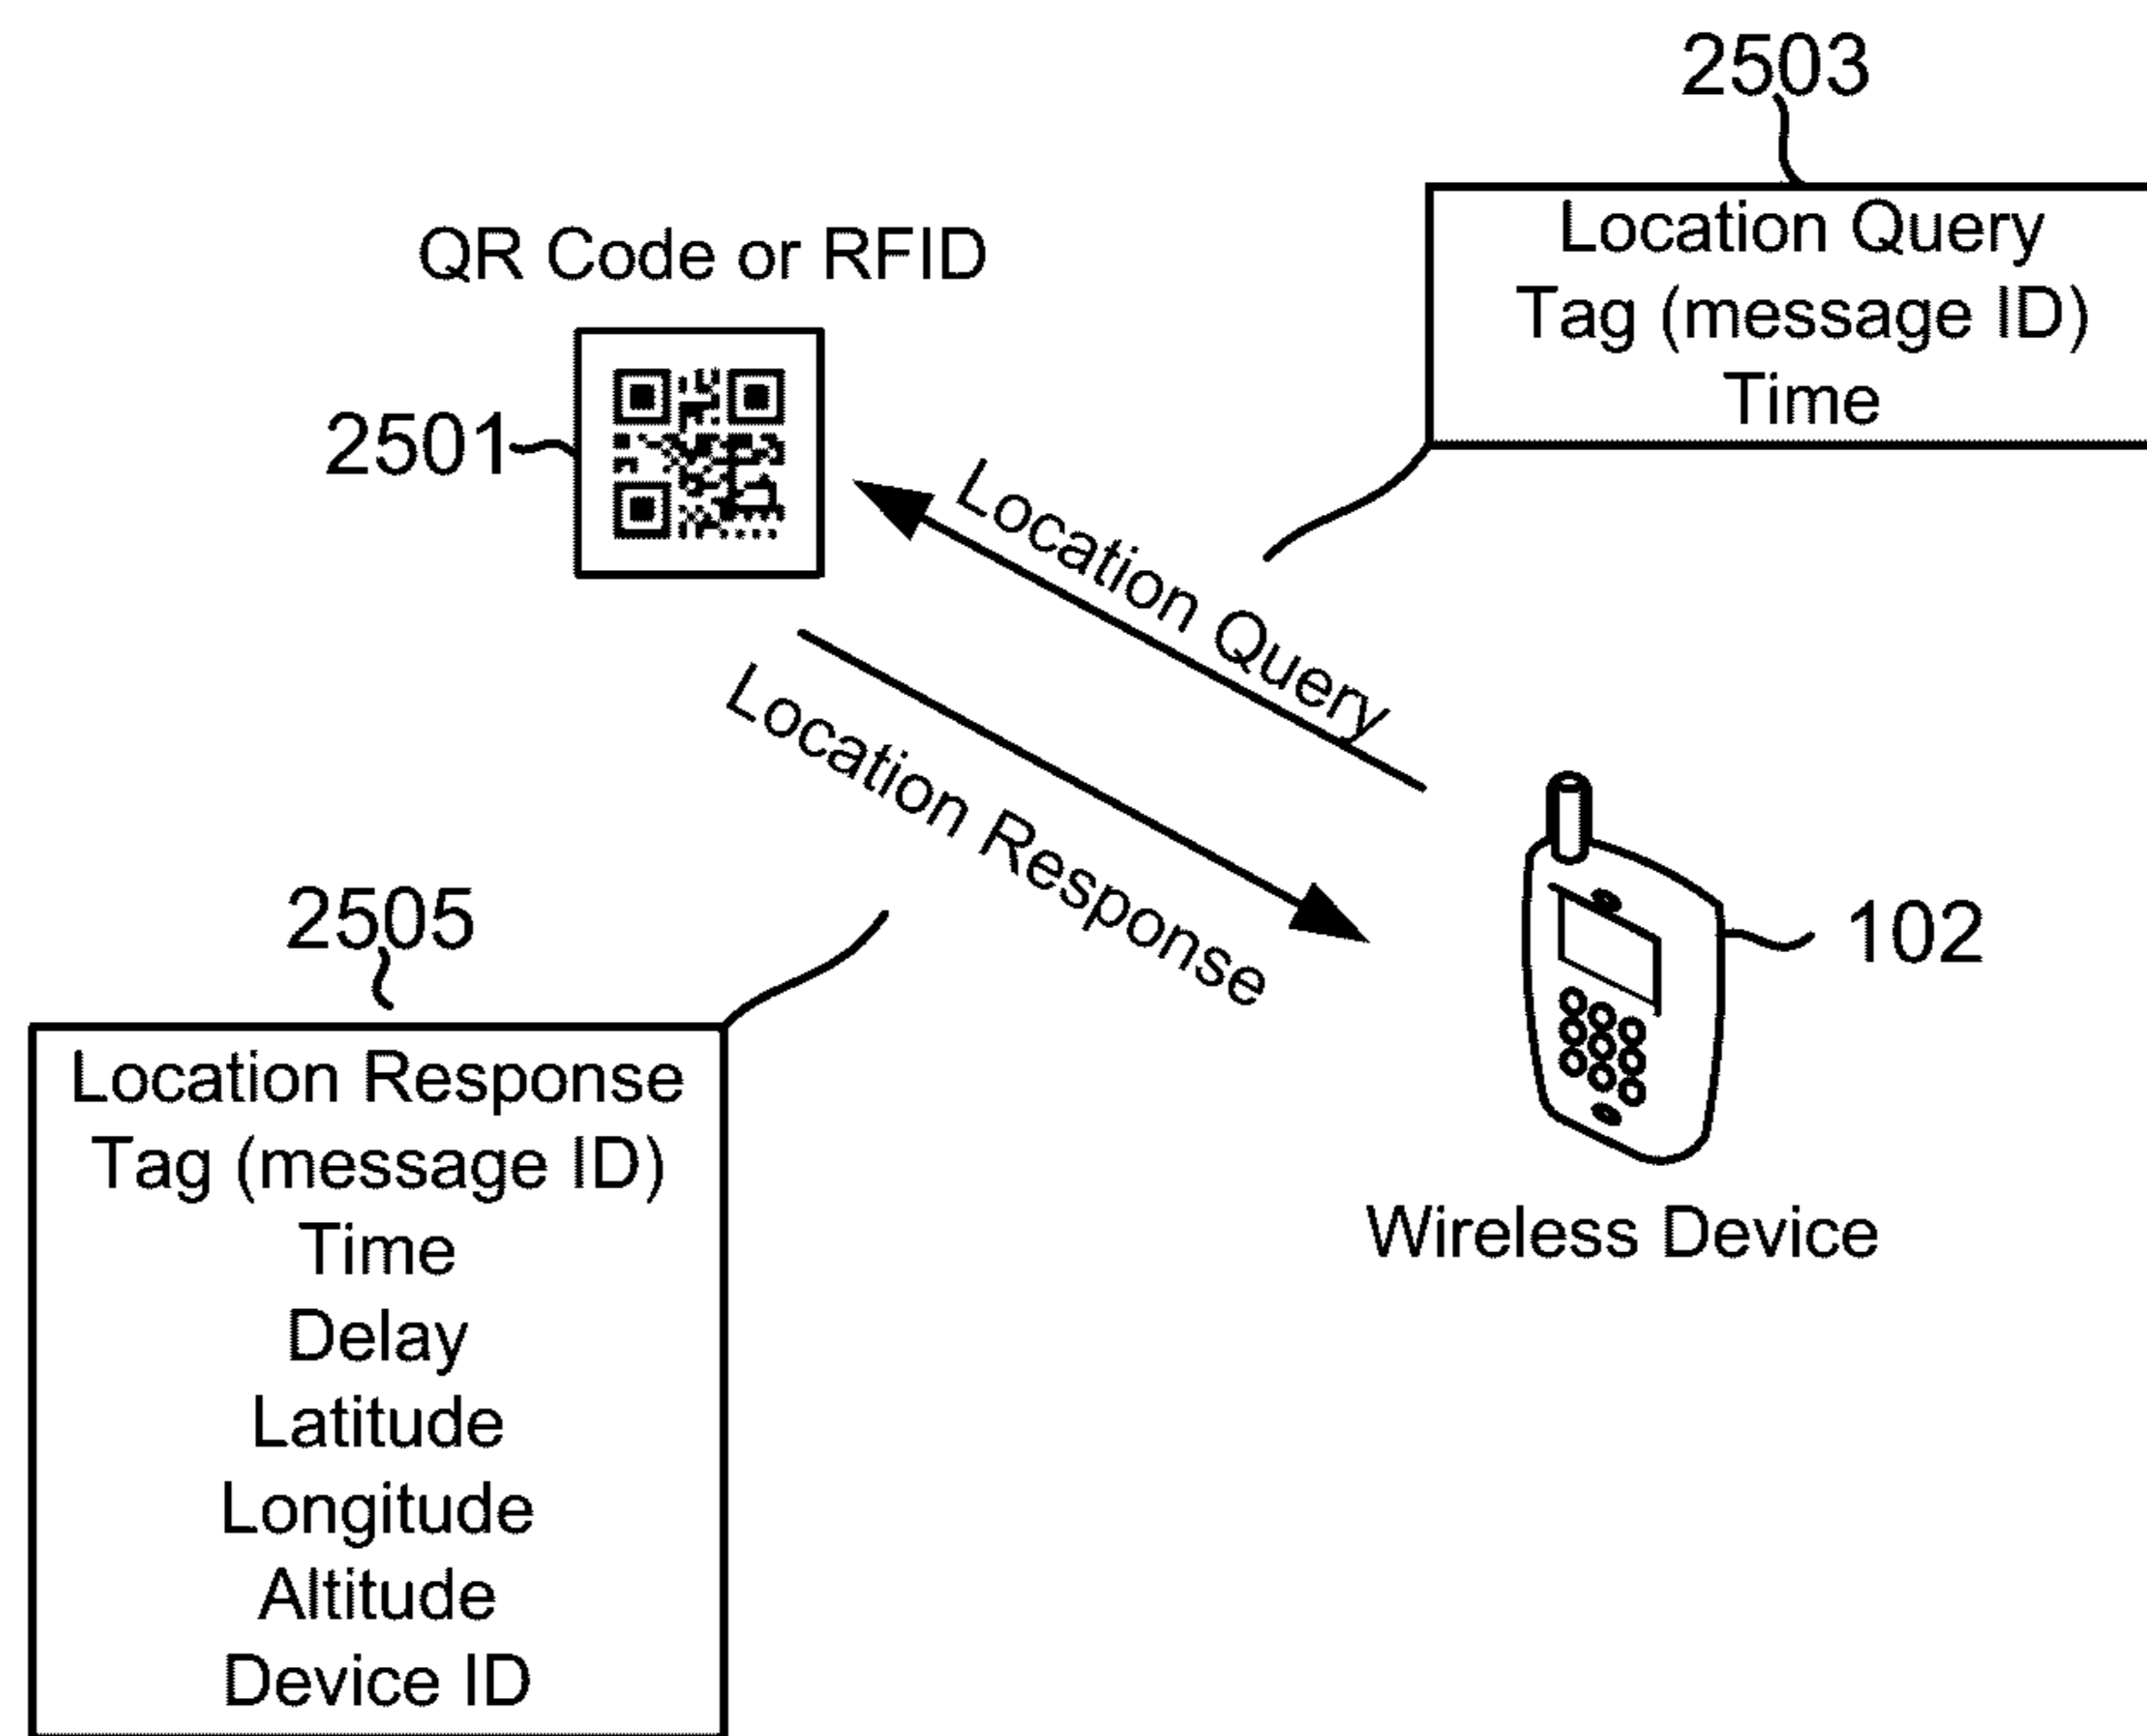 2503
Location Query
Tag (message ID)
Time
QR Code or RFID
2501
Location Query
Location Response
2505
Location Response
Tag (message ID)
Time
Delay
Latitude
Longitude
Altitude
Device ID
102
Wireless Device